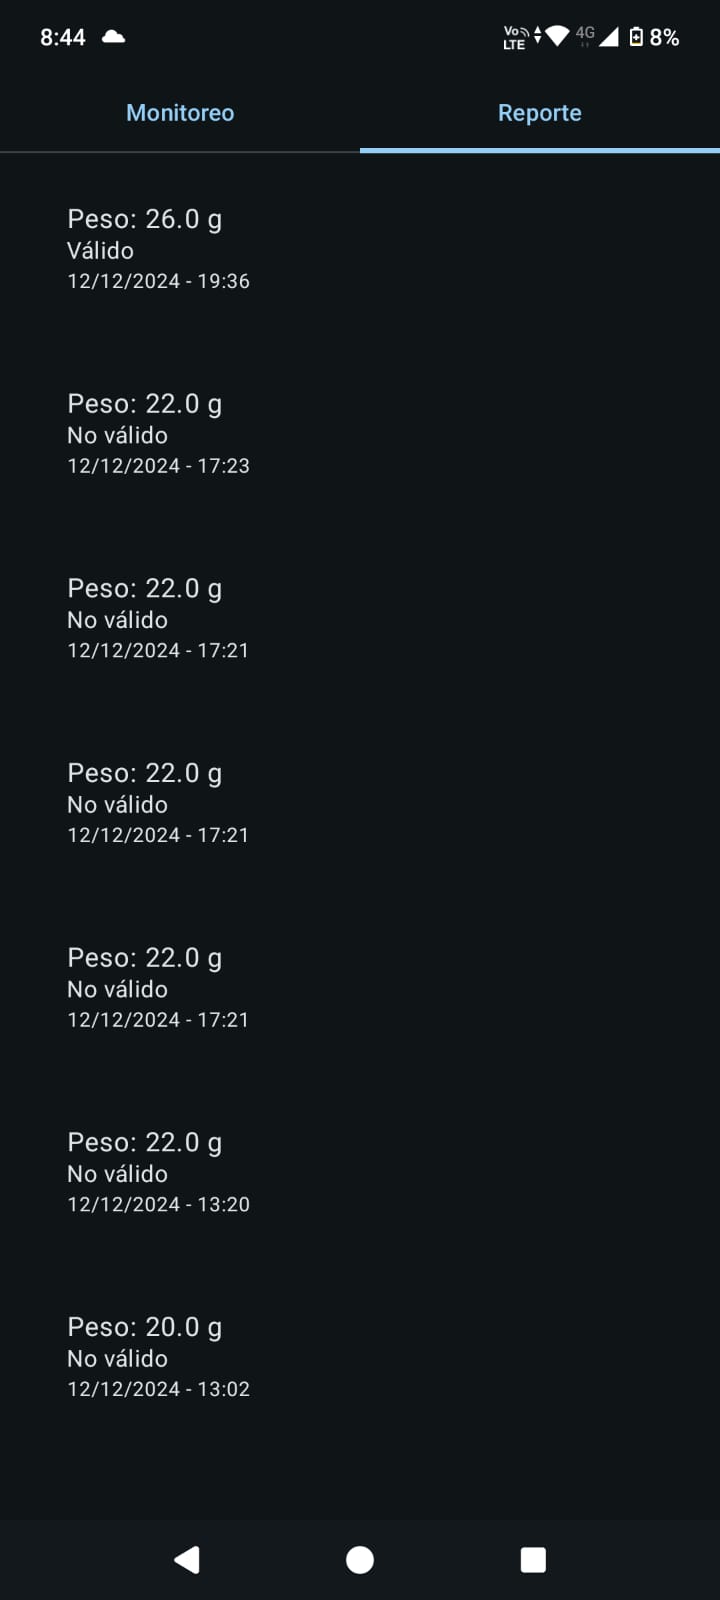 8:44
Vo LTE 4G 8%
Monitoreo Reporte
Peso: 26.0 g
Válido
12/12/2024 - 19:36
Peso: 22.0 g
No válido
12/12/2024 - 17:23
Peso: 22.0 g
No válido
12/12/2024 - 17:21
Peso: 22.0 g
No válido
12/12/2024 - 17:21
Peso: 22.0 g
No válido
12/12/2024 - 17:21
Peso: 22.0 g
No válido
12/12/2024 - 13:20
Peso: 20.0 g
No válido
12/12/2024 - 13:02